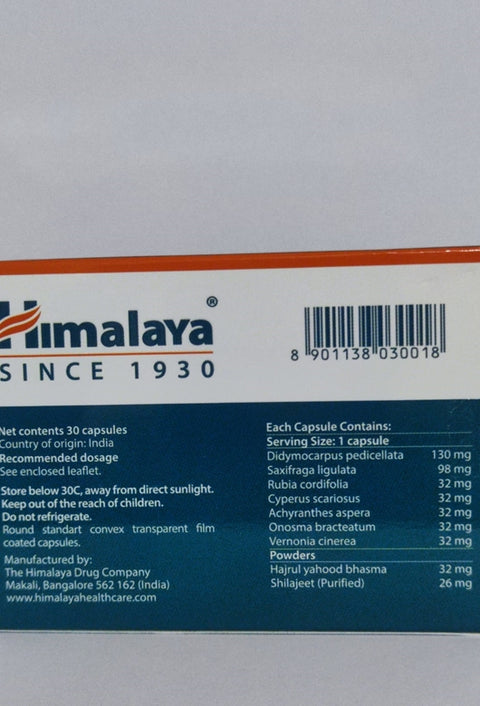 Himalaya®
SINCE 1930
8 901138 030018
Net contents 30 capsules
Country of origin: India
Recommended dosage
See enclosed leaflet.
Store below 30C, away from direct sunlight.
Keep out of the reach of children.
Do not refrigerate.
Round standart convex transparent film
coated capsules.
Manufactured by:
The Himalaya Drug Company
Makali, Bangalore 562 162 (India)
www.himalayahealthcare.com
Each Capsule Contains:
Serving Size: 1 capsule
Didymocarpus pedicellata 130 mg
Saxifraga ligulata 98 mg
Rubia cordifolia 32 mg
Cyperus scariosus 32 mg
Achyranthes aspera 32 mg
Onosma bracteatum 32 mg
Vernonia cinerea 32 mg
Powders
Hajrul yahood bhasma 32 mg
Shilajeet (Purified) 26 mg